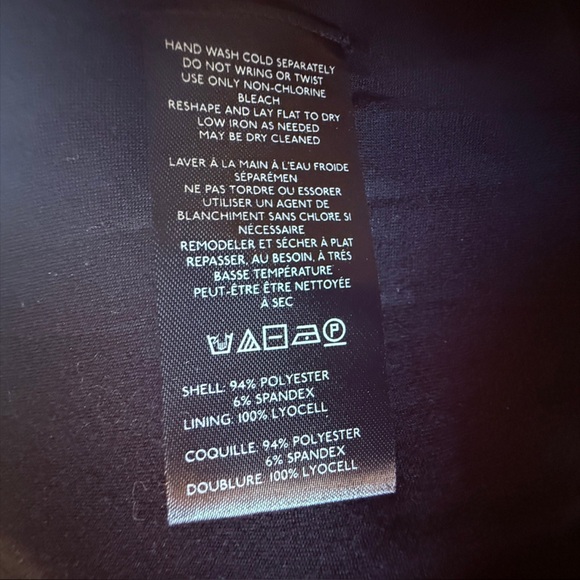 HAND WASH COLD SEPARATELY
DO NOT WRING OR TWIST
USE ONLY NON-CHLORINE
BLEACH
RESHAPE AND LAY FLAT TO DRY
LOW IRON AS NEEDED
MAY BE DRY CLEANED
LAVER À LA MAIN À L'EAU FROIDE
SÉPARÉMEN
NE PAS TORDRE OU ESSORER
UTILISER UN AGENT DE
BLANCHIMENT SANS CHLORE SI
NÉCESSAIRE
REMODELER ET SÉCHER À PLAT
REPASSER, AU BESOIN, À TRÈS
BASSE TEMPÉRATURE
PEUT-ÊTRE ÊTRE NETTOYÉE
À SEC
P
SHELL: 94% POLYESTER
6% SPANDEX
LINING: 100% LYOCELL
COQUILLE: 94% POLYESTER
6% SPANDEX
DOUBLURE: 100% LYOCELL